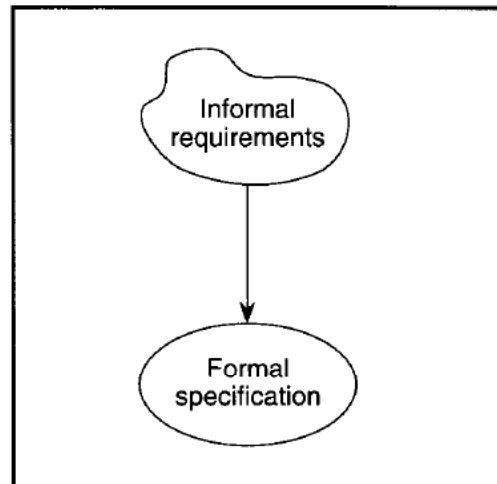 Informal
requirements
Formal
specification